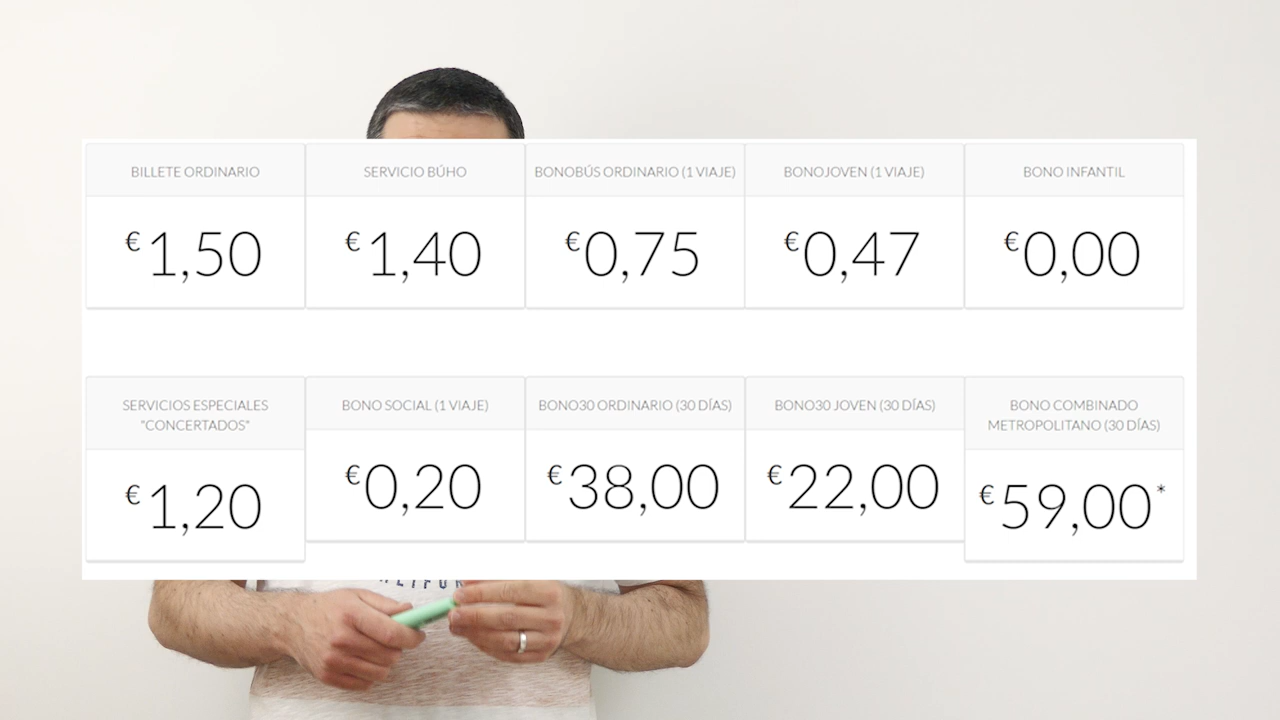 BILLETE ORDINARIO
SERVICIO BÚHO
BONOBÚS ORDINARIO (1 VIAJE)
BONOJOVEN (1 VIAJE)
BONO INFANTIL
€1,50
€1,40
€0,75
€0,47
€0,00
SERVICIOS ESPECIALES
"CONCERTADOS"
BONO SOCIAL (1 VIAJE)
BONO30 ORDINARIO (30 DÍAS)
BONO30 JOVEN (30 DÍAS)
BONO COMBINADO
METROPOLITANO (30 DÍAS)
€1,20
€0,20
€38,00
€22,00
€59,00*